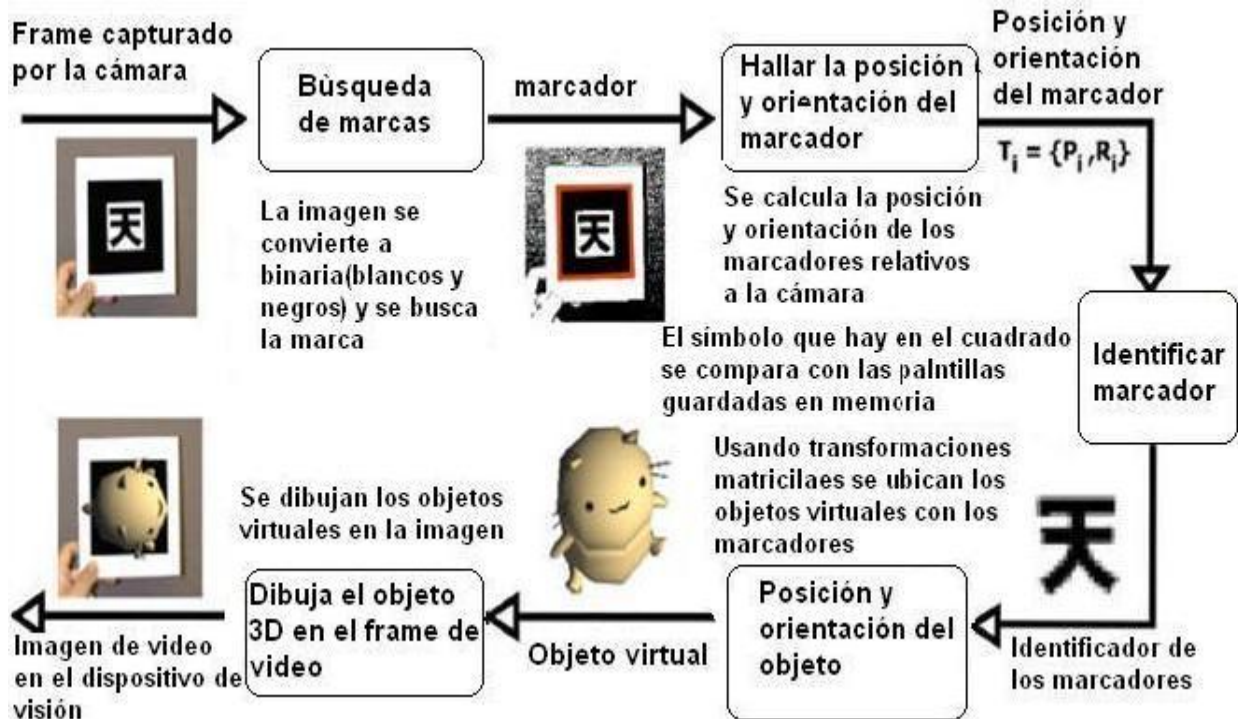 Frame capturado
por la cámara
Bùsqueda
de marcas
marcador
Hallar la posición
y orientación del
marcador
Posición y
orientación
del marcador
T_i = {P_i,R_i}
天
La imagen se
convierte a
binaria(blancos y
negros) y se busca
la marca
天
Se calcula la posición
y orientación de los
marcadores relativos
a la cámara
El símbolo que hay en el cuadrado
se compara con las palntillas
guardadas en memoria
Identificar
marcador
天
Identificador de
los marcadores
Usando transformaciones
matricilaes se ubican los
objetos virtuales con los
marcadores
Posición y
orientación del
objeto
Objeto virtual
Se dibujan los objetos
virtuales en la imagen
Dibuja el objeto
3D en el frame de
video
Imagen de video
en el dispositivo de
visión